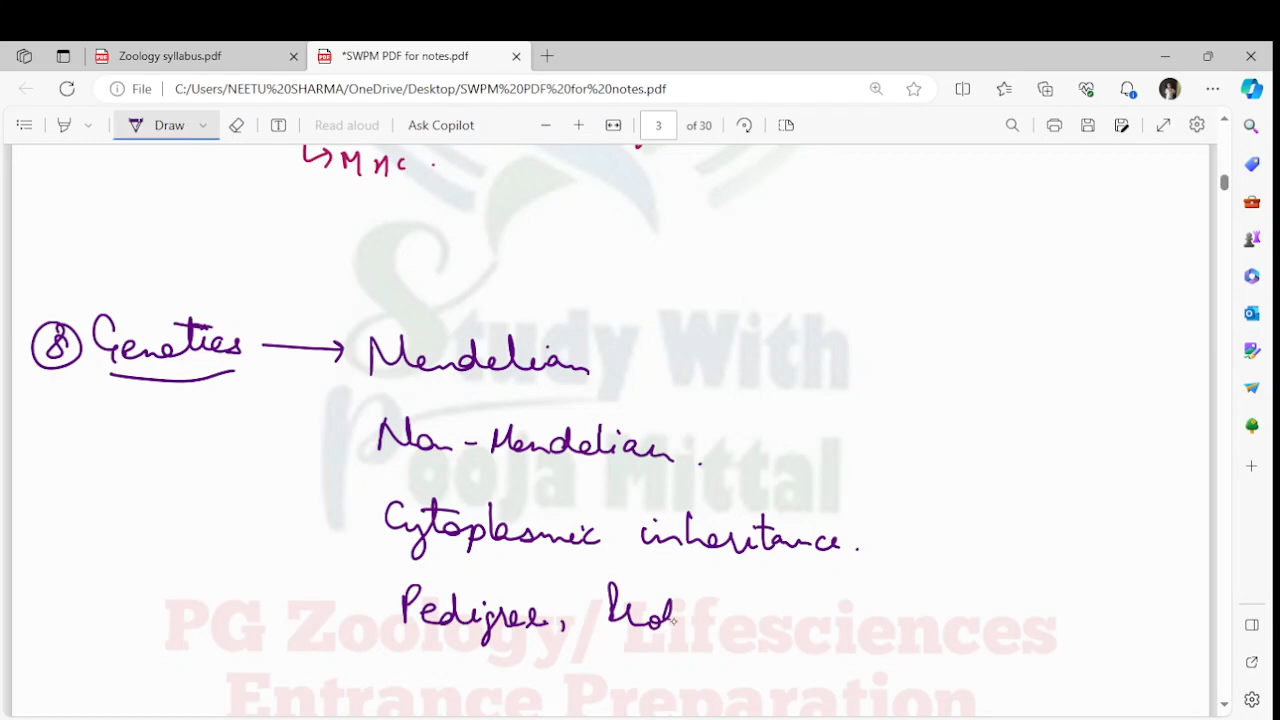 Zoology syllabus.pdf
*SWPM PDF for notes.pdf
File
C:/Users/NEETU%20SHARMA/OneDrive/Desktop/SWPM%20PDF%20for%20notes.pdf
Draw
Read aloud
Ask Copilot
3
of 30
Study With
Pooja Mittal
PG Zoology/ Lifesciences
Entrance Preparation
8 Genetics → Mendelian
Non-Mendelian.
Cytoplasmic inheritance.
Pedigree,